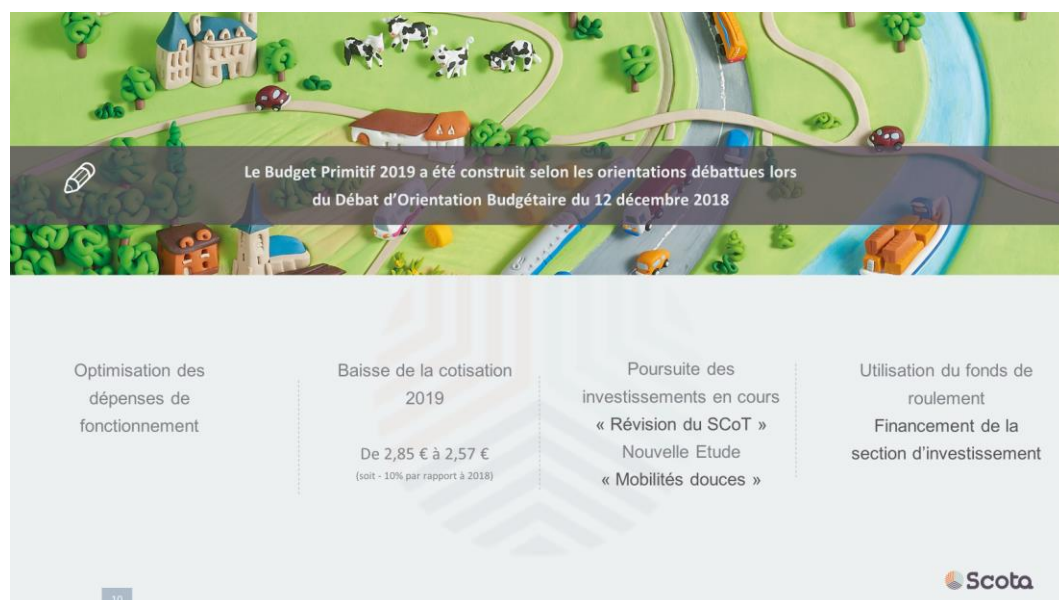 Le Budget Primitif 2019 a été construit selon les orientations débattues lors
du Débat d'Orientation Budgétaire du 12 décembre 2018
Optimisation des
dépenses de
fonctionnement
Baisse de la cotisation
2019
De 2,85 € à 2,57 €
(soit - 10% par rapport à 2018)
Poursuite des
investissements en cours
« Révision du SCoT »
Nouvelle Etude
« Mobilités douces »
Utilisation du fonds de
roulement
Financement de la
section d'investissement
Scota
10